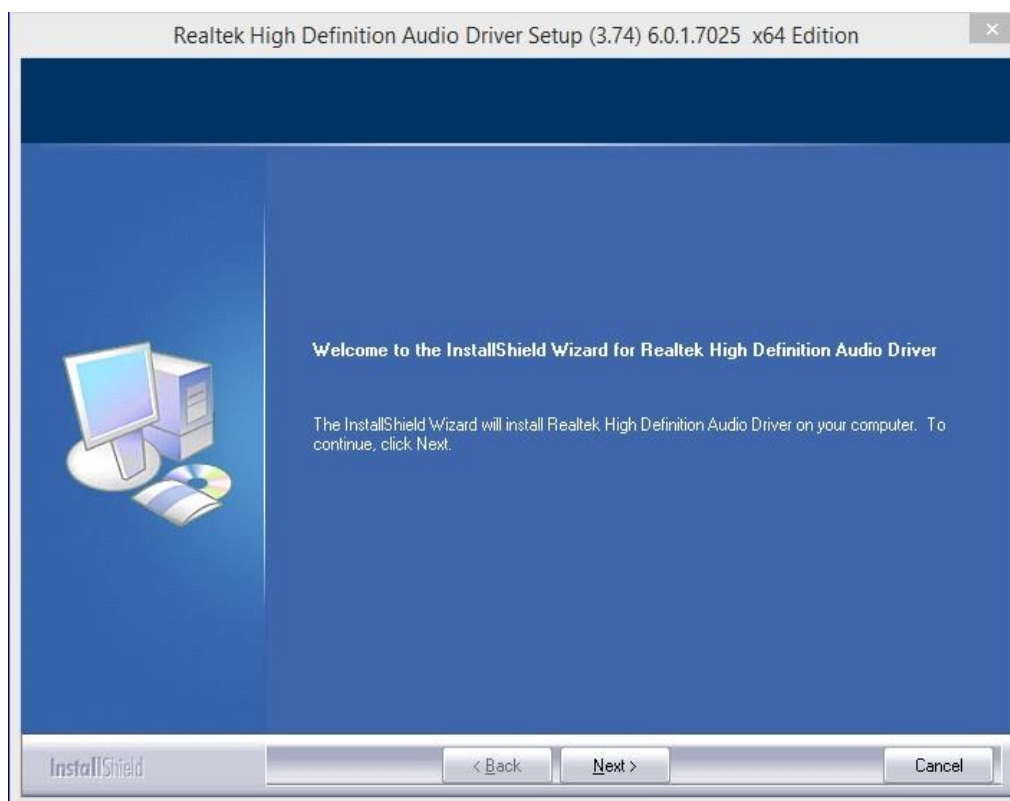 Realtek High Definition Audio Driver Setup (3.74) 6.0.1.7025 x64 Edition
Welcome to the InstallShield Wizard for Realtek High Definition Audio Driver
The InstallShield Wizard will install Realtek High Definition Audio Driver on your computer. To
continue, click Next.
InstallShield
< Back
Next >
Cancel